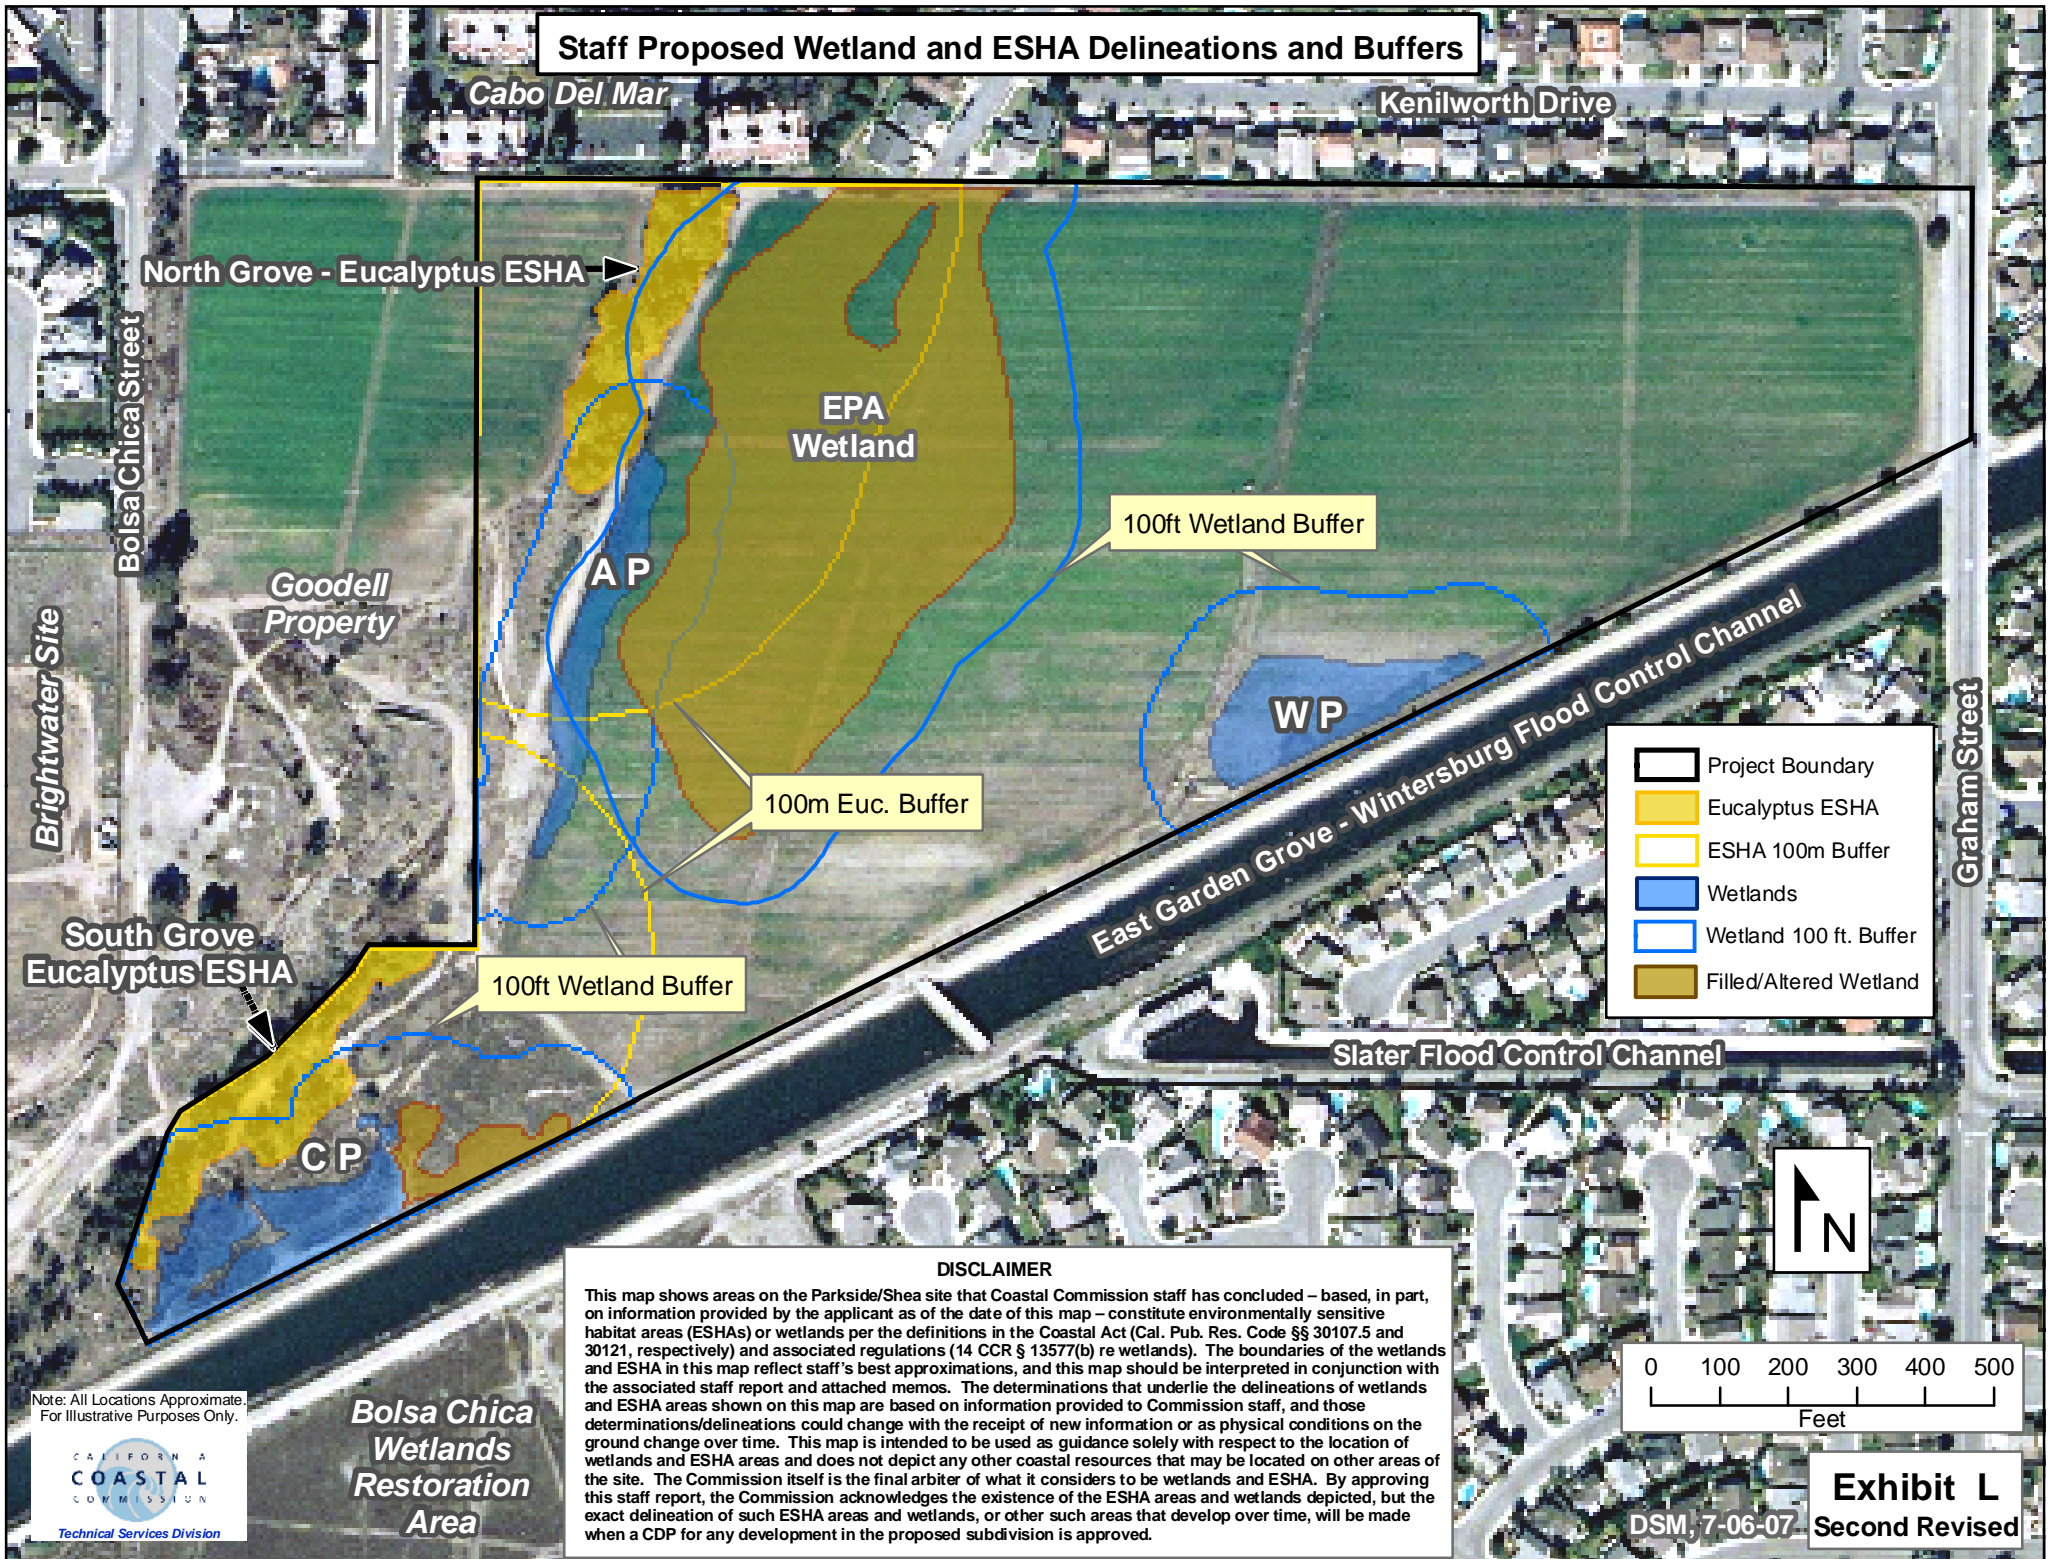 Staff Proposed Wetland and ESHA Delineations and Buffers
Cabo Del Mar
Kenilworth Drive
North Grove - Eucalyptus ESHA
Bolsa Chica Street
EPA
Wetland
100ft Wetland Buffer
A P
Goodell
Property
Brightwater Site
W P
East Garden Grove - Wintersburg Flood Control Channel
Graham Street
100m Euc. Buffer
Project Boundary
Eucalyptus ESHA
ESHA 100m Buffer
Wetlands
Wetland 100 ft. Buffer
Filled/Altered Wetland
South Grove
Eucalyptus ESHA
100ft Wetland Buffer
Slater Flood Control Channel
C P
N
DISCLAIMER
This map shows areas on the Parkside/Shea site that Coastal Commission staff has concluded – based, in part,
on information provided by the applicant as of the date of this map – constitute environmentally sensitive
habitat areas (ESHAs) or wetlands per the definitions in the Coastal Act (Cal. Pub. Res. Code §§ 30107.5 and
30121, respectively) and associated regulations (14 CCR § 13577(b) re wetlands). The boundaries of the wetlands
and ESHA in this map reflect staff's best approximations, and this map should be interpreted in conjunction with
the associated staff report and attached memos. The determinations that underlie the delineations of wetlands
and ESHA areas shown on this map are based on information provided to Commission staff, and those
determinations/delineations could change with the receipt of new information or as physical conditions on the
ground change over time. This map is intended to be used as guidance solely with respect to the location of
wetlands and ESHA areas and does not depict any other coastal resources that may be located on other areas of
the site. The Commission itself is the final arbiter of what it considers to be wetlands and ESHA. By approving
this staff report, the Commission acknowledges the existence of the ESHA areas and wetlands depicted, but the
exact delineation of such ESHA areas and wetlands, or other such areas that develop over time, will be made
when a CDP for any development in the proposed subdivision is approved.
0 100 200 300 400 500
Feet
Note: All Locations Approximate.
For Illustrative Purposes Only.
CALIFORNIA
COASTAL
COMMISSION
Technical Services Division
Bolsa Chica
Wetlands
Restoration
Area
DSM, 7-06-07
Exhibit L
Second Revised